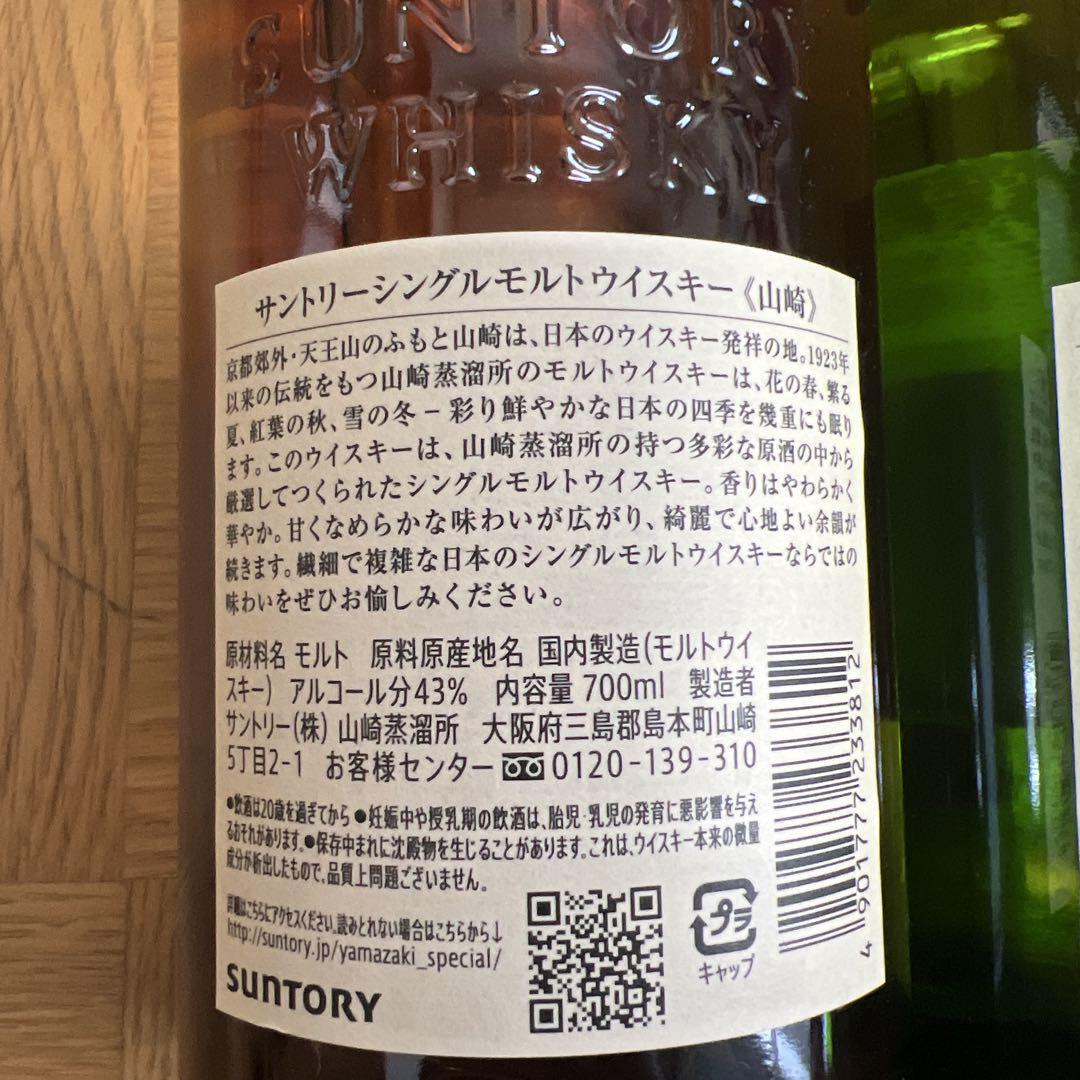 SUNTORY
WHISKY
サントリーシングルモルトウイスキー《山崎》
京都郊外・天王山のふもと山崎は、日本のウイスキー発祥の地。1923年
以来の伝統をもつ山崎蒸溜所のモルトウイスキーは、花の春、繁る
夏、紅葉の秋、雪の冬－彩り鮮やかな日本の四季を幾重にも眠り
ます。このウイスキーは、山崎蒸溜所の持つ多彩な原酒の中から
厳選してつくられたシングルモルトウイスキー。香りはやわらかく
華やか。甘くなめらかな味わいが広がり、綺麗で心地よい余韻が
続きます。繊細で複雑な日本のシングルモルトウイスキーならではの
味わいをぜひお愉しみください。
原材料名 モルト 原料原産地名 国内製造(モルトウイ
スキー) アルコール分43% 内容量 700ml 製造者
サントリー(株) 山崎蒸溜所 大阪府三島郡島本町山崎
5丁目2-1 お客様センター 0120-139-310
●飲酒は20歳を過ぎてから ●妊娠中や授乳期の飲酒は、胎児・乳児の発育に悪影響を与え
るおそれがあります。●保存中まれに沈殿物を生じることがあります。これは、ウイスキー本来の微量
成分が析出したもので、品質上問題ございません。
詳細はこちらにアクセスください。読みとれない場合はこちらから↓
http://suntory.jp/yamazaki_special/
SUNTORY
プラ
キャップ
4 901777 233812